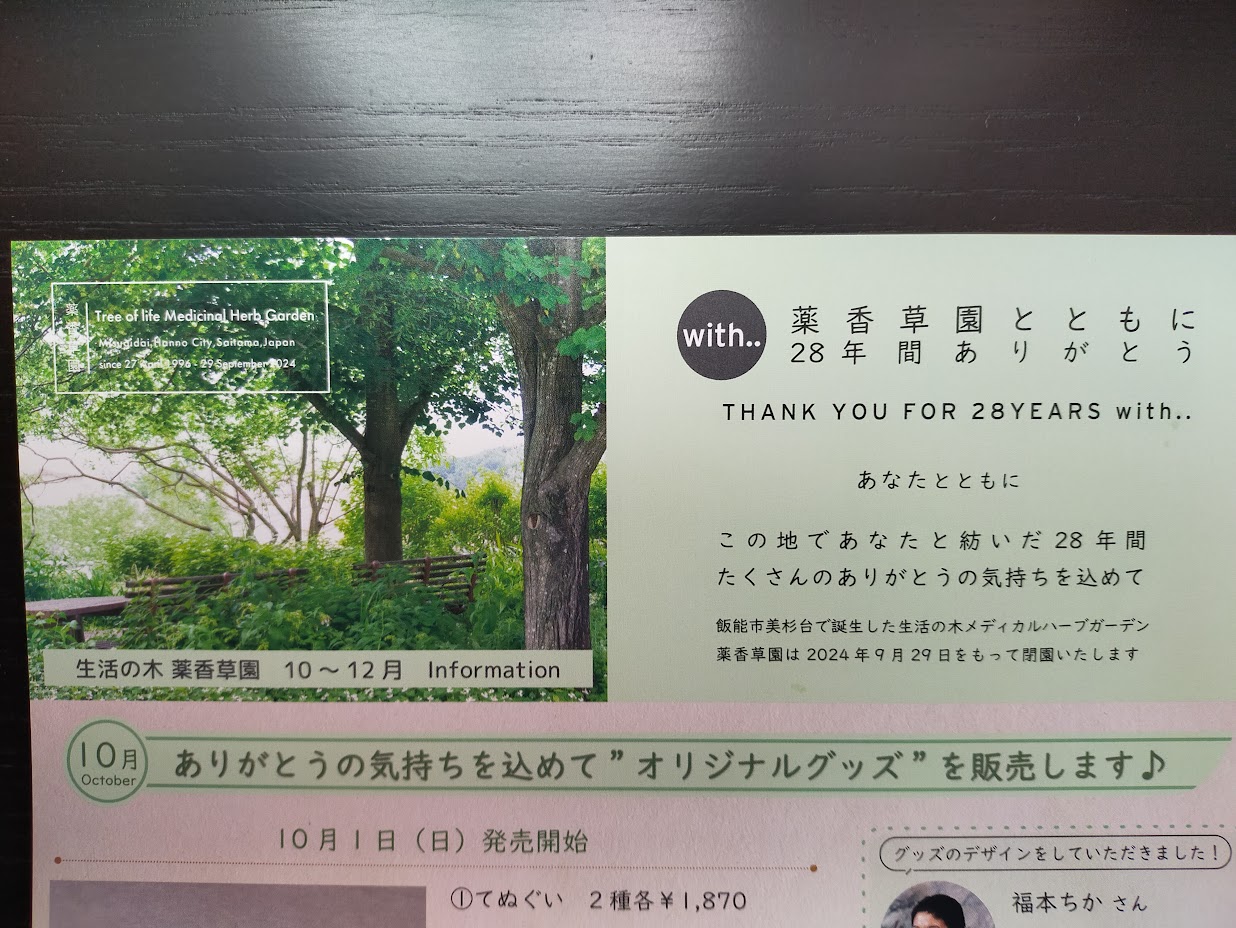 薬香草園
Tree of life Medicinal Herb Garden
Misugidai,Hanno City,Saitama,Japan
since 27 April 1996 - 29 September 2024
生活の木 薬香草園 10～12月 Information
with..
薬香草園とともに
28年間ありがとう
THANK YOU FOR 28YEARS with..
あなたとともに
この地であなたと紡いだ28年間
たくさんのありがとうの気持ちを込めて
飯能市美杉台で誕生した生活の木メディカルハーブガーデン
薬香草園は2024年9月29日をもって閉園いたします
10月
October
ありがとうの気持ちを込めて”オリジナルグッズ”を販売します♪
10月1日（日）発売開始
①てぬぐい 2種各¥1,870
グッズのデザインをしていただきました！
福本ちか さん